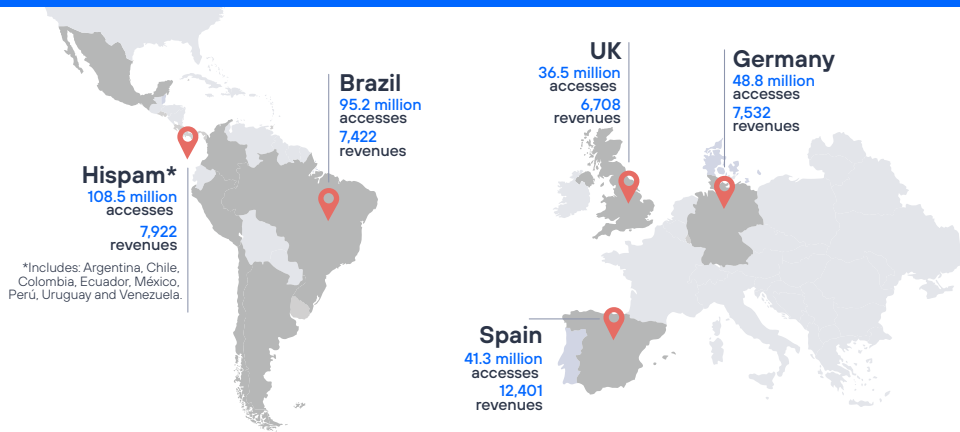 Brazil
95.2 million
accesses
7,422
revenues
Hispam*
108.5 million
accesses
7,922
revenues
*Includes: Argentina, Chile,
Colombia, Ecuador, México,
Perú, Uruguay and Venezuela.
UK
36.5 million
accesses
6,708
revenues
Germany
48.8 million
accesses
7,532
revenues
Spain
41.3 million
accesses
12,401
revenues